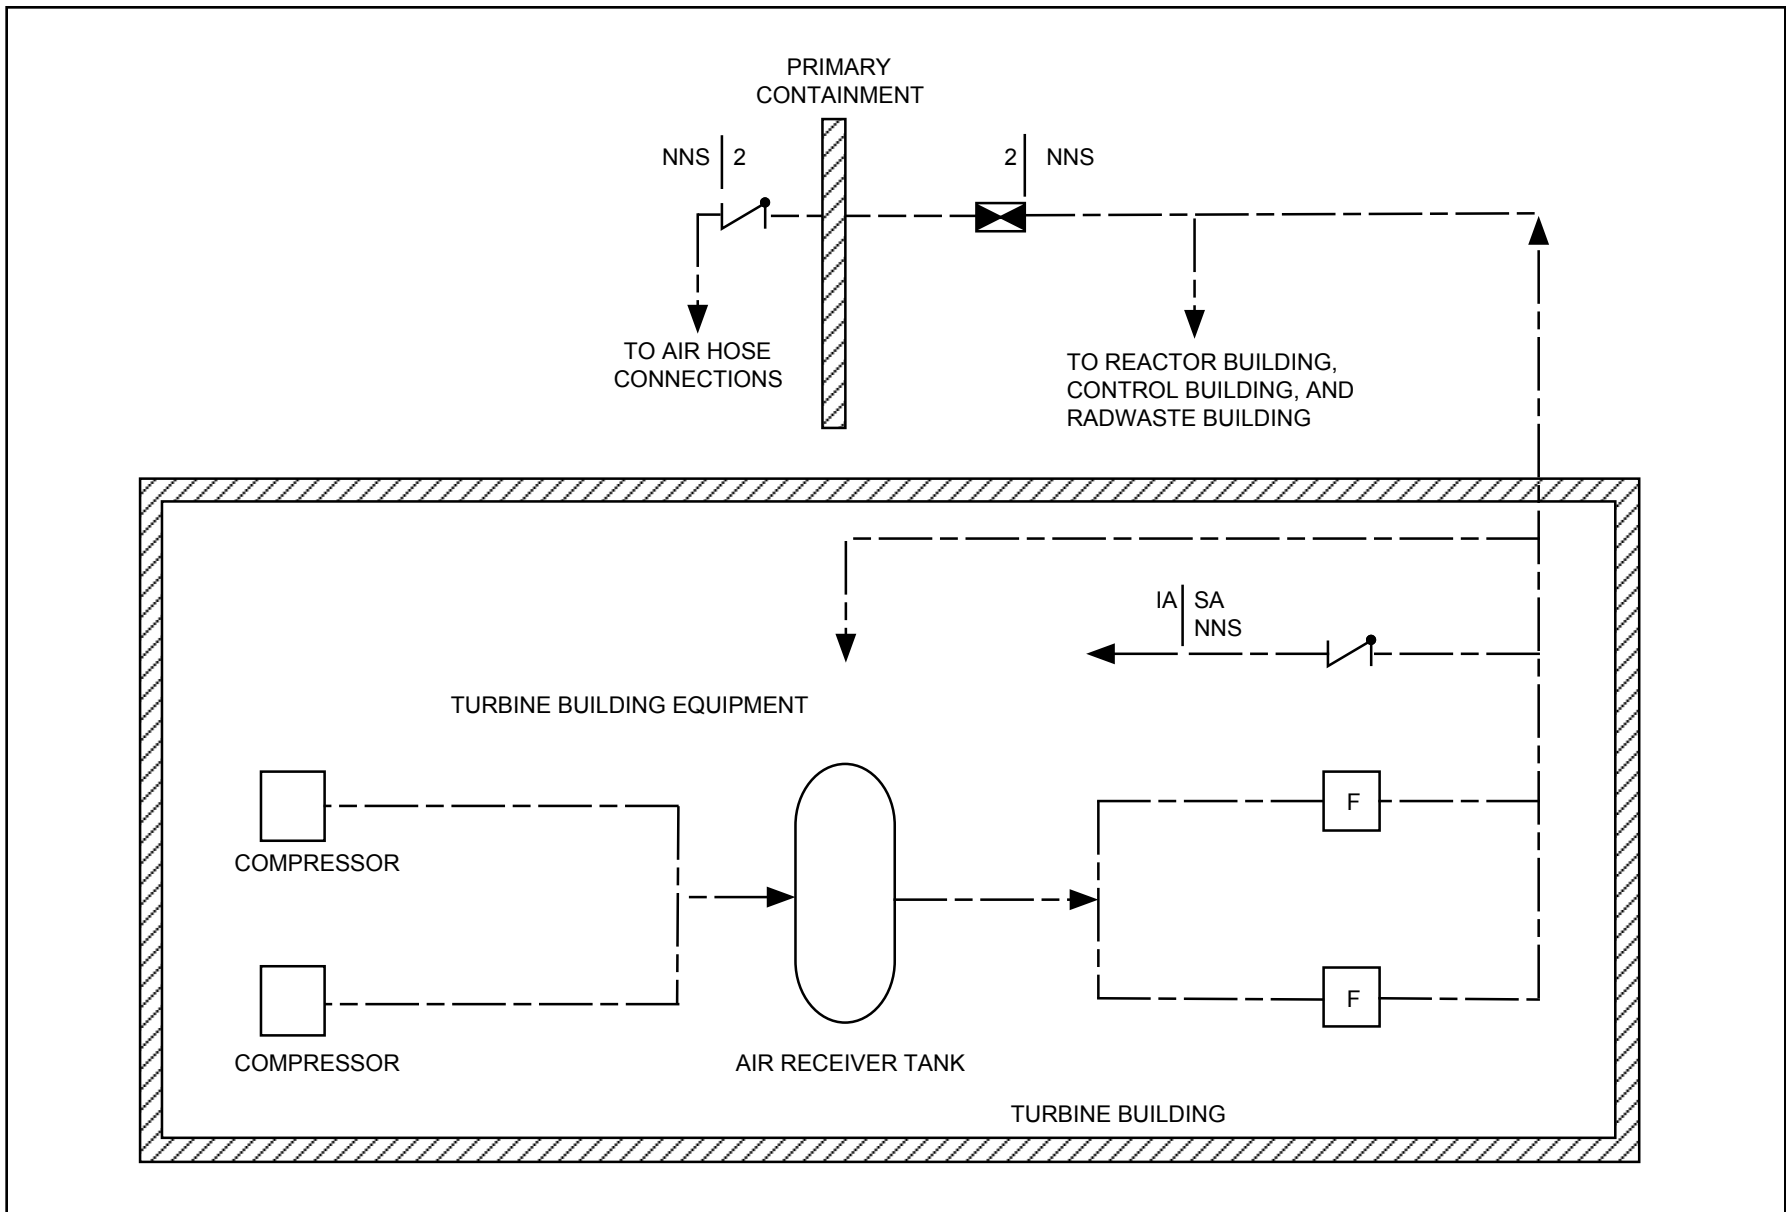 PRIMARY
CONTAINMENT
NNS 2
2 NNS
TO AIR HOSE
CONNECTIONS
TO REACTOR BUILDING,
CONTROL BUILDING, AND
RADWASTE BUILDING
IA SA
NNS
TURBINE BUILDING EQUIPMENT
F
COMPRESSOR
F
COMPRESSOR
AIR RECEIVER TANK
TURBINE BUILDING